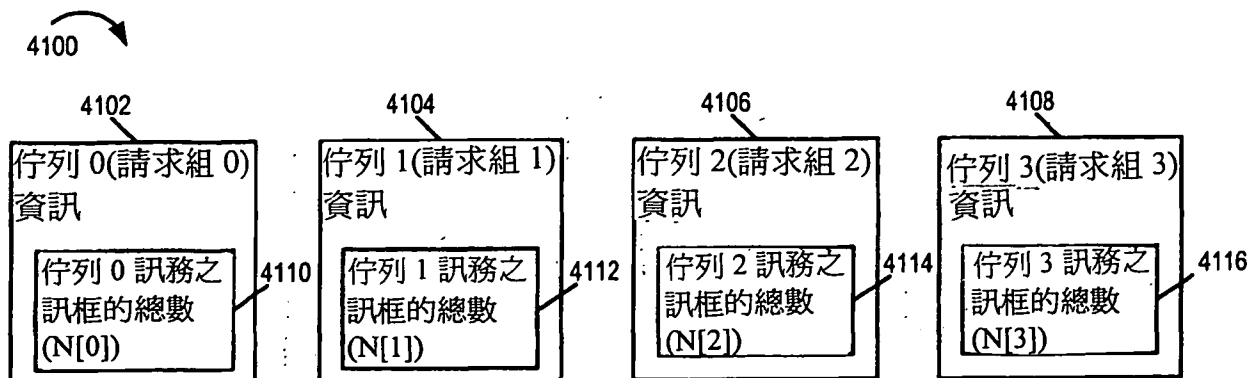 4100
4102
4104
4106
4108
佇列 0(請求組 0)
資訊
佇列 0 訊務之
訊框的總數
(N[0])
4110
佇列 1(請求組 1)
資訊
佇列 1 訊務之
訊框的總數
(N[1])
4112
佇列 2(請求組 2)
資訊
佇列 2 訊務之
訊框的總數
(N[2])
4114
佇列 3(請求組 3)
資訊
佇列 3 訊務之
訊框的總數
(N[3])
4116